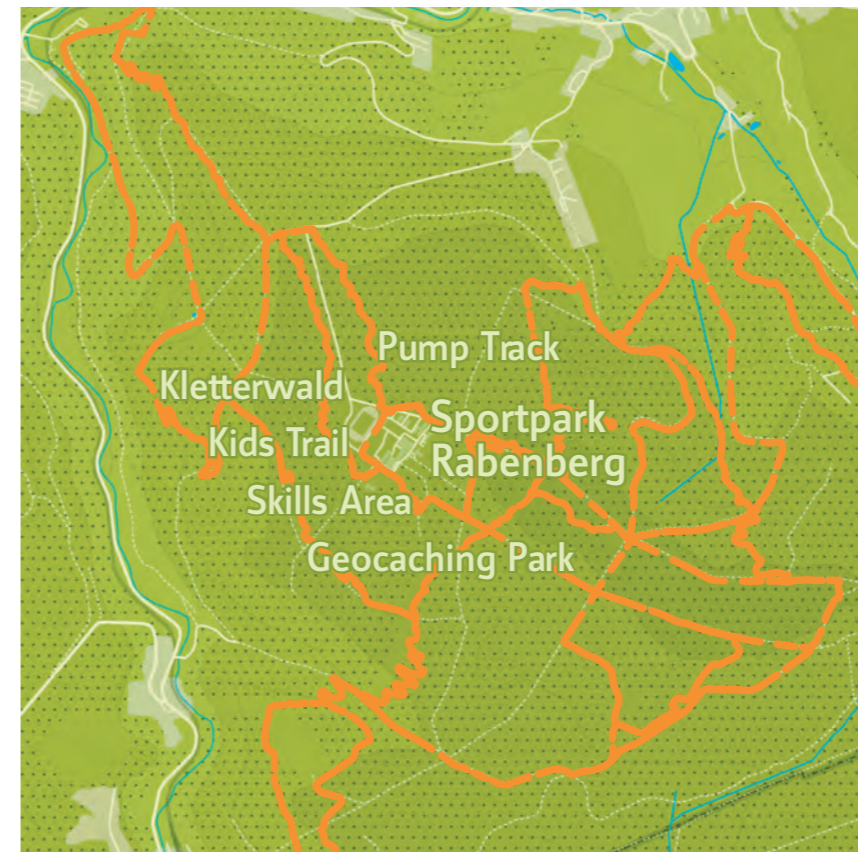 Pump Track
Kletterwald
Sportpark
Rabenberg
Kids Trail
Skills Area
Geocaching Park